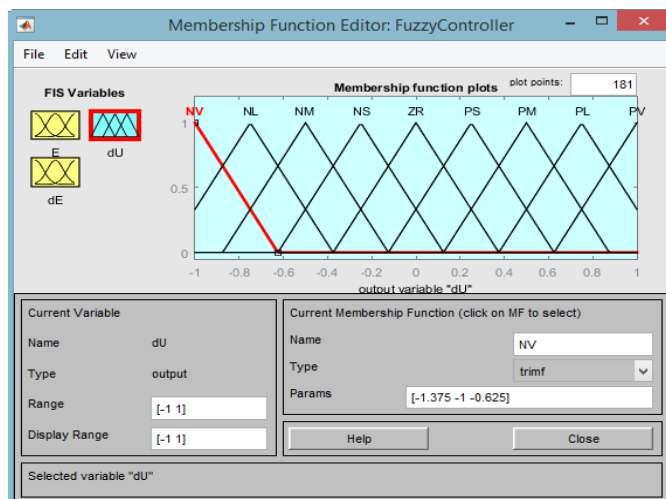 Membership Function Editor: FuzzyController
File Edit View
FIS Variables
E
dU
dE
Membership function plots
plot points:
181
NV NL NM NS ZR PS PM PL PV
1
0.5
0
-1 -0.8 -0.6 -0.4 -0.2 0 0.2 0.4 0.6 0.8 1
output variable "dU"
Current Variable
Name dU
Type output
Range [-1 1]
Display Range [-1 1]
Current Membership Function (click on MF to select)
Name NV
Type trimf
Params [-1.375 -1 -0.625]
Help Close
Selected variable "dU"